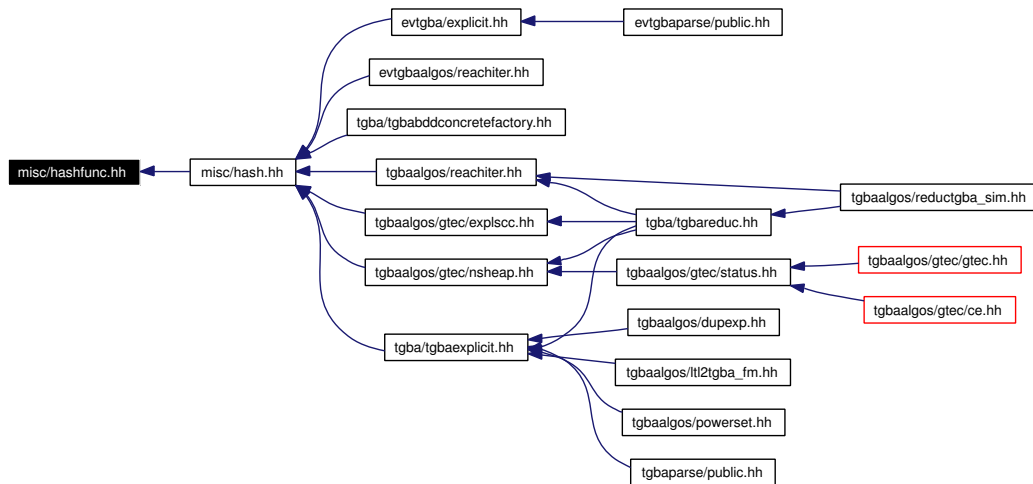 evtgba/explicit.hh
evtgbaparse/public.hh
evtgbaalgos/reachiter.hh
tgba/tgbabddconcretefactory.hh
misc/hashfunc.hh
misc/hash.hh
tgbaalgos/reachiter.hh
tgbaalgos/reductgba_sim.hh
tgbaalgos/gtec/explscc.hh
tgba/tgbareduc.hh
tgbaalgos/gtec/nsheap.hh
tgbaalgos/gtec/status.hh
tgbaalgos/gtec/gtec.hh
tgbaalgos/gtec/ce.hh
tgba/tgbaexplicit.hh
tgbaalgos/dupexp.hh
tgbaalgos/ltl2tgba_fm.hh
tgbaalgos/powerset.hh
tgbaparse/public.hh